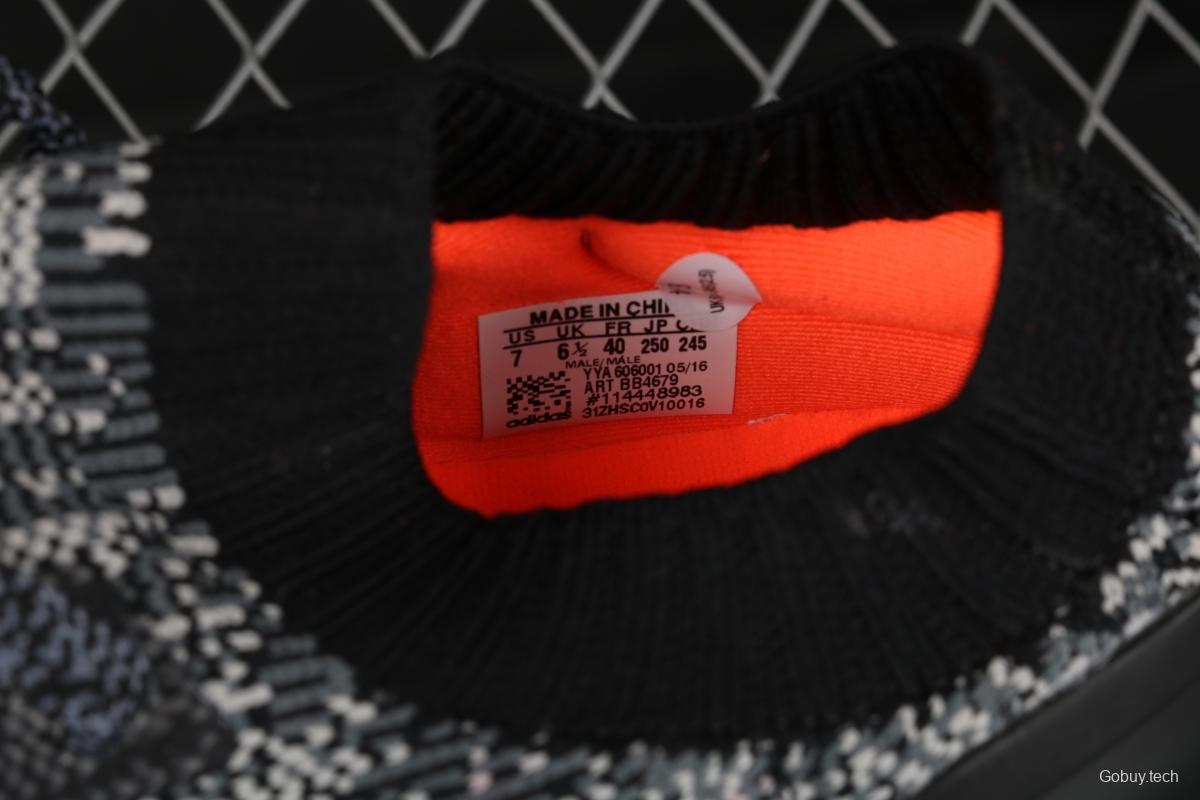 MADE IN
US UK FR JP
7 6½ 40 250 245
MALE/MALE
YYA 606001 05/16
ART BB4679
#114448983
31ZHSC0V10016
adidas
Gobuy.tech